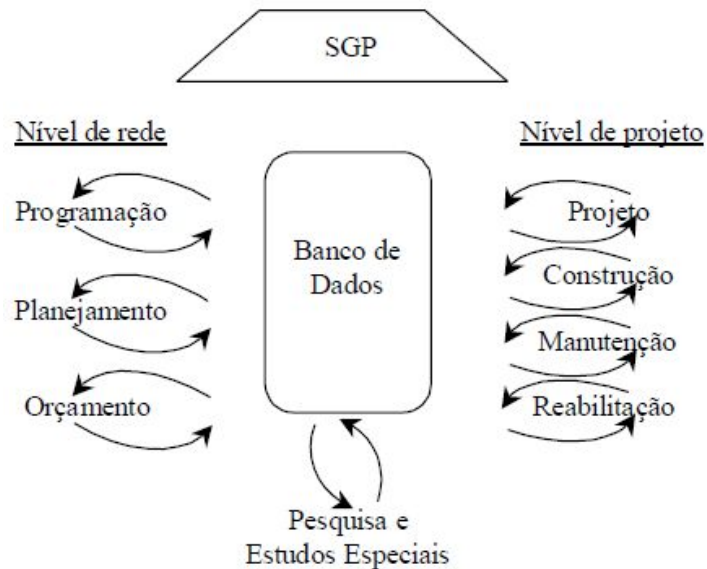 SGP
Nível de rede
Programação
Planejamento
Orçamento
Banco de
Dados
Nível de projeto
Projeto
Construção
Manutenção
Reabilitação
Pesquisa e
Estudos Especiais